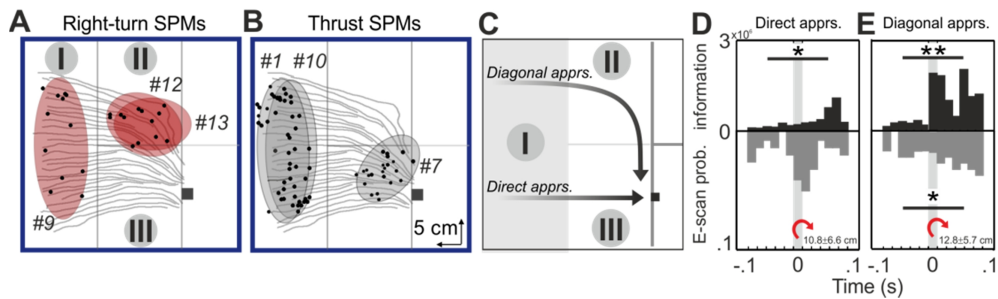 A
Right-turn SPMs
I
II
#12
#13
#9
III
B
Thrust SPMs
#1 #10
#7
5 cm
C
II
Diagonal apprs.
I
Direct apprs.
III
D
Direct apprs.
3
×10⁻⁶
*
information
0
E-scan prob.
.1
10.8±6.6 cm
-.1 0 .1
E
Diagonal apprs.
**
*
12.8±5.7 cm
-.1 0 .1
Time (s)